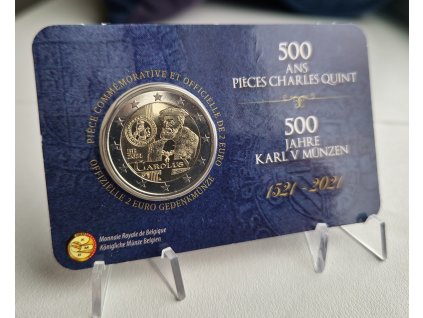 PIÈCE COMMÉMORATIVE ET OFFICIELLE DE 2 EURO
OFFIZIELLE 2 EURO GEDENKMÜNZE
CAROLUS
500
ANS
PIÈCES CHARLES QUINT
500
JAHRE
KARL V MÜNZEN
1521 - 2021
Monnaie Royale de Belgique
Königliche Münze Belgien